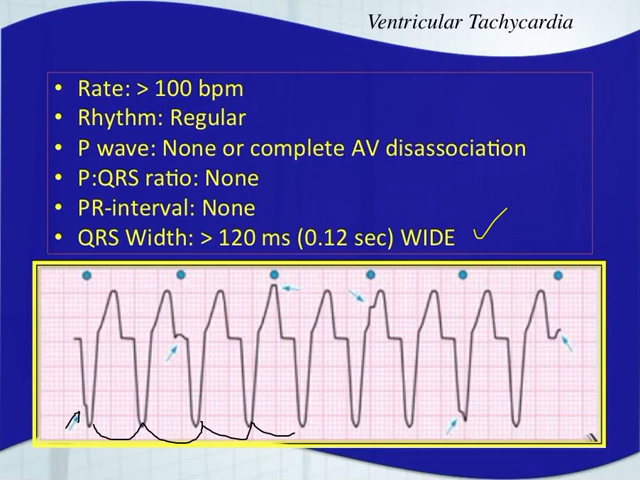 Ventricular Tachycardia
• Rate: > 100 bpm
• Rhythm: Regular
• P wave: None or complete AV disassociation
• P:QRS ratio: None
• PR-interval: None
• QRS Width: > 120 ms (0.12 sec) WIDE